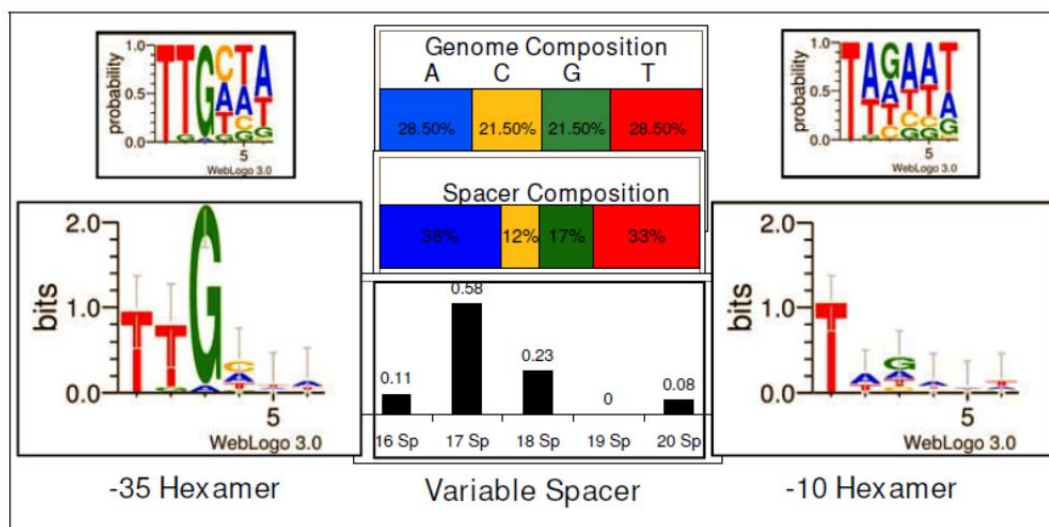 probability
1.0
0.5
0.0
5
WebLogo 3.0
Genome Composition
A C G T
28.50% 21.50% 21.50% 28.50%
Spacer Composition
38% 12% 17% 33%
probability
1.0
0.5
0.0
5
WebLogo 3.0
bits
2.0
1.0
0.0
5
WebLogo 3.0
0.11 0.58 0.23 0 0.08
16 Sp 17 Sp 18 Sp 19 Sp 20 Sp
bits
2.0
1.0
0.0
5
WebLogo 3.0
-35 Hexamer Variable Spacer -10 Hexamer